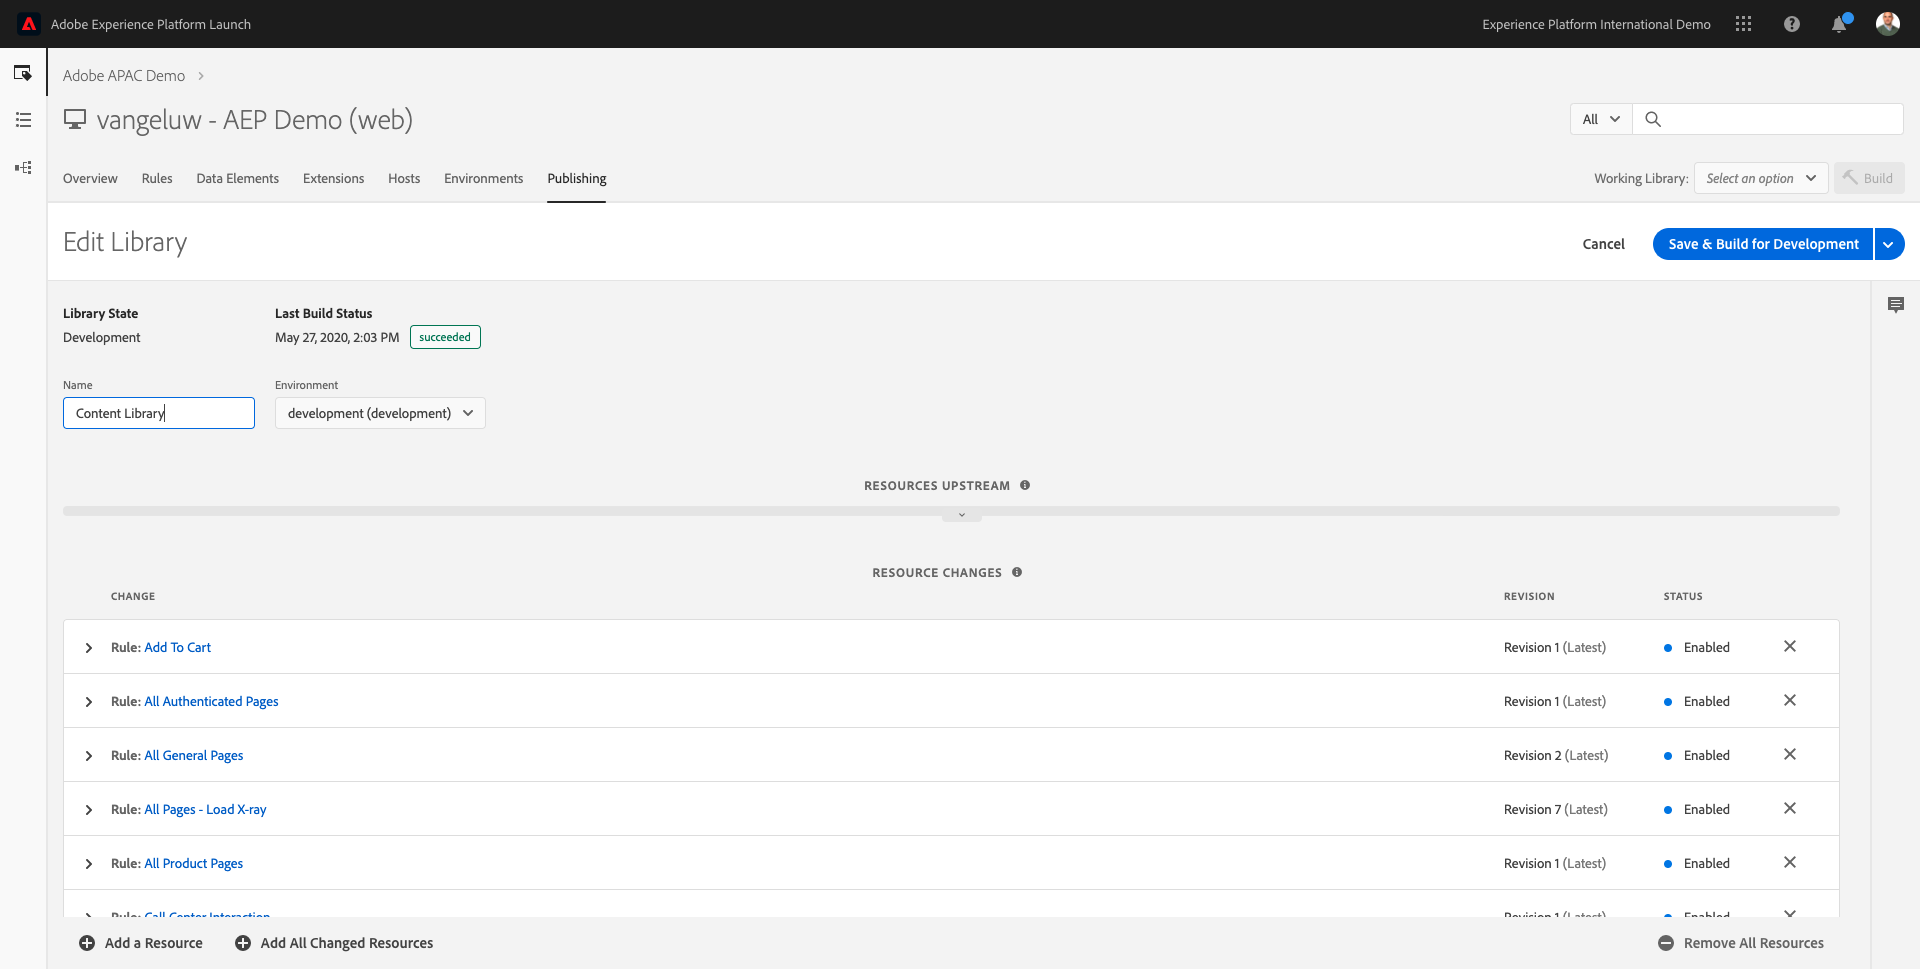 Adobe Experience Platform Launch
Experience Platform International Demo
Adobe APAC Demo
vangeluw - AEP Demo (web)
All
Overview Rules Data Elements Extensions Hosts Environments Publishing
Working Library: Select an option Build
Edit Library
Cancel Save & Build for Development
Library State Last Build Status
Development May 27, 2020, 2:03 PM succeeded
Name Environment
Content Library development (development)
RESOURCES UPSTREAM
RESOURCE CHANGES
CHANGE REVISION STATUS
Rule: Add To Cart Revision 1 (Latest) Enabled
Rule: All Authenticated Pages Revision 1 (Latest) Enabled
Rule: All General Pages Revision 2 (Latest) Enabled
Rule: All Pages - Load X-ray Revision 7 (Latest) Enabled
Rule: All Product Pages Revision 1 (Latest) Enabled
Rule: Call Center Interaction Revision 1 (Latest) Enabled
Add a Resource Add All Changed Resources Remove All Resources